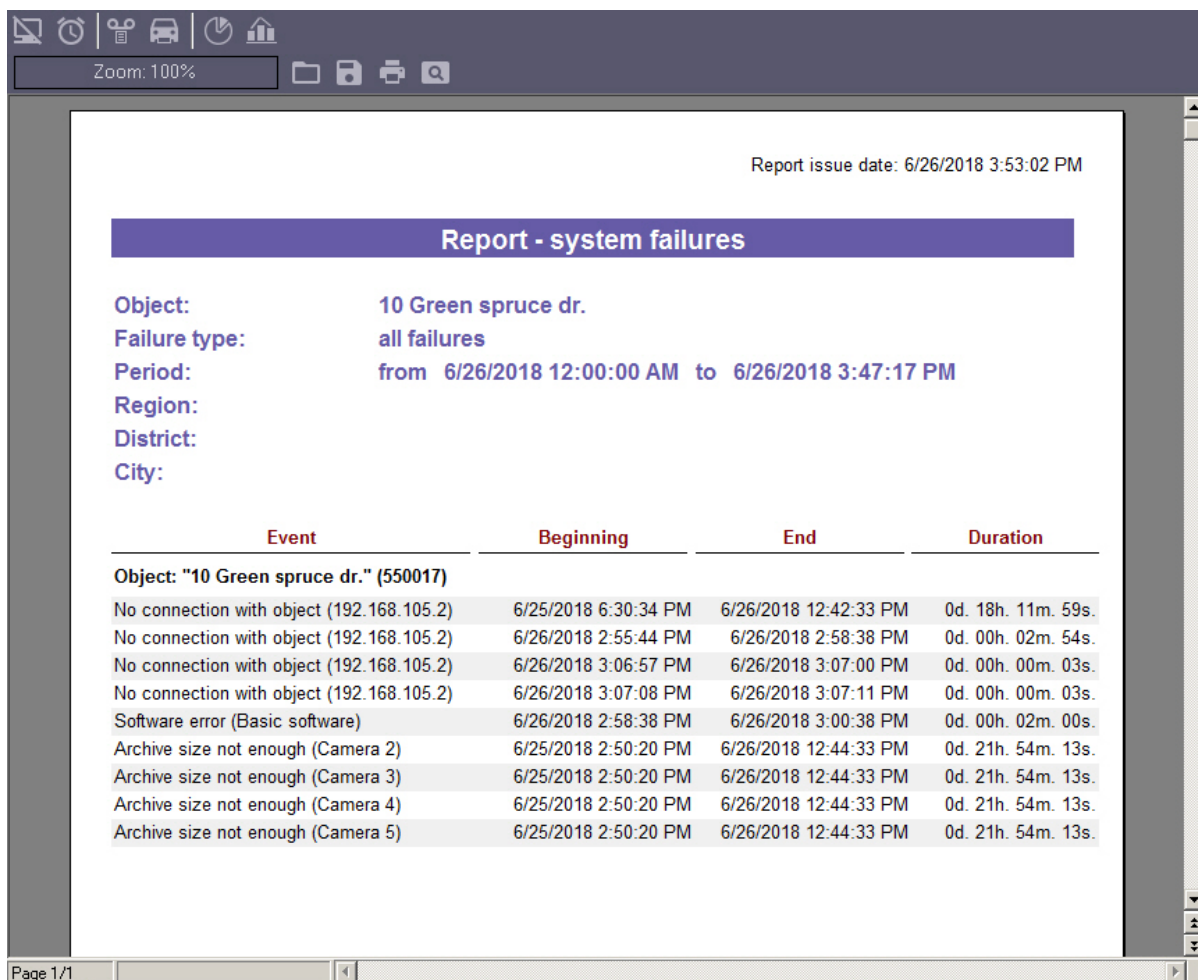 Zoom: 100%
Report issue date: 6/26/2018 3:53:02 PM
Report - system failures
Object: 10 Green spruce dr.
Failure type: all failures
Period: from 6/26/2018 12:00:00 AM to 6/26/2018 3:47:17 PM
Region:
District:
City:
Event Beginning End Duration
Object: "10 Green spruce dr." (550017)
No connection with object (192.168.105.2) 6/25/2018 6:30:34 PM 6/26/2018 12:42:33 PM 0d. 18h. 11m. 59s.
No connection with object (192.168.105.2) 6/26/2018 2:55:44 PM 6/26/2018 2:58:38 PM 0d. 00h. 02m. 54s.
No connection with object (192.168.105.2) 6/26/2018 3:06:57 PM 6/26/2018 3:07:00 PM 0d. 00h. 00m. 03s.
No connection with object (192.168.105.2) 6/26/2018 3:07:08 PM 6/26/2018 3:07:11 PM 0d. 00h. 00m. 03s.
Software error (Basic software) 6/26/2018 2:58:38 PM 6/26/2018 3:00:38 PM 0d. 00h. 02m. 00s.
Archive size not enough (Camera 2) 6/25/2018 2:50:20 PM 6/26/2018 12:44:33 PM 0d. 21h. 54m. 13s.
Archive size not enough (Camera 3) 6/25/2018 2:50:20 PM 6/26/2018 12:44:33 PM 0d. 21h. 54m. 13s.
Archive size not enough (Camera 4) 6/25/2018 2:50:20 PM 6/26/2018 12:44:33 PM 0d. 21h. 54m. 13s.
Archive size not enough (Camera 5) 6/25/2018 2:50:20 PM 6/26/2018 12:44:33 PM 0d. 21h. 54m. 13s.
Page 1/1